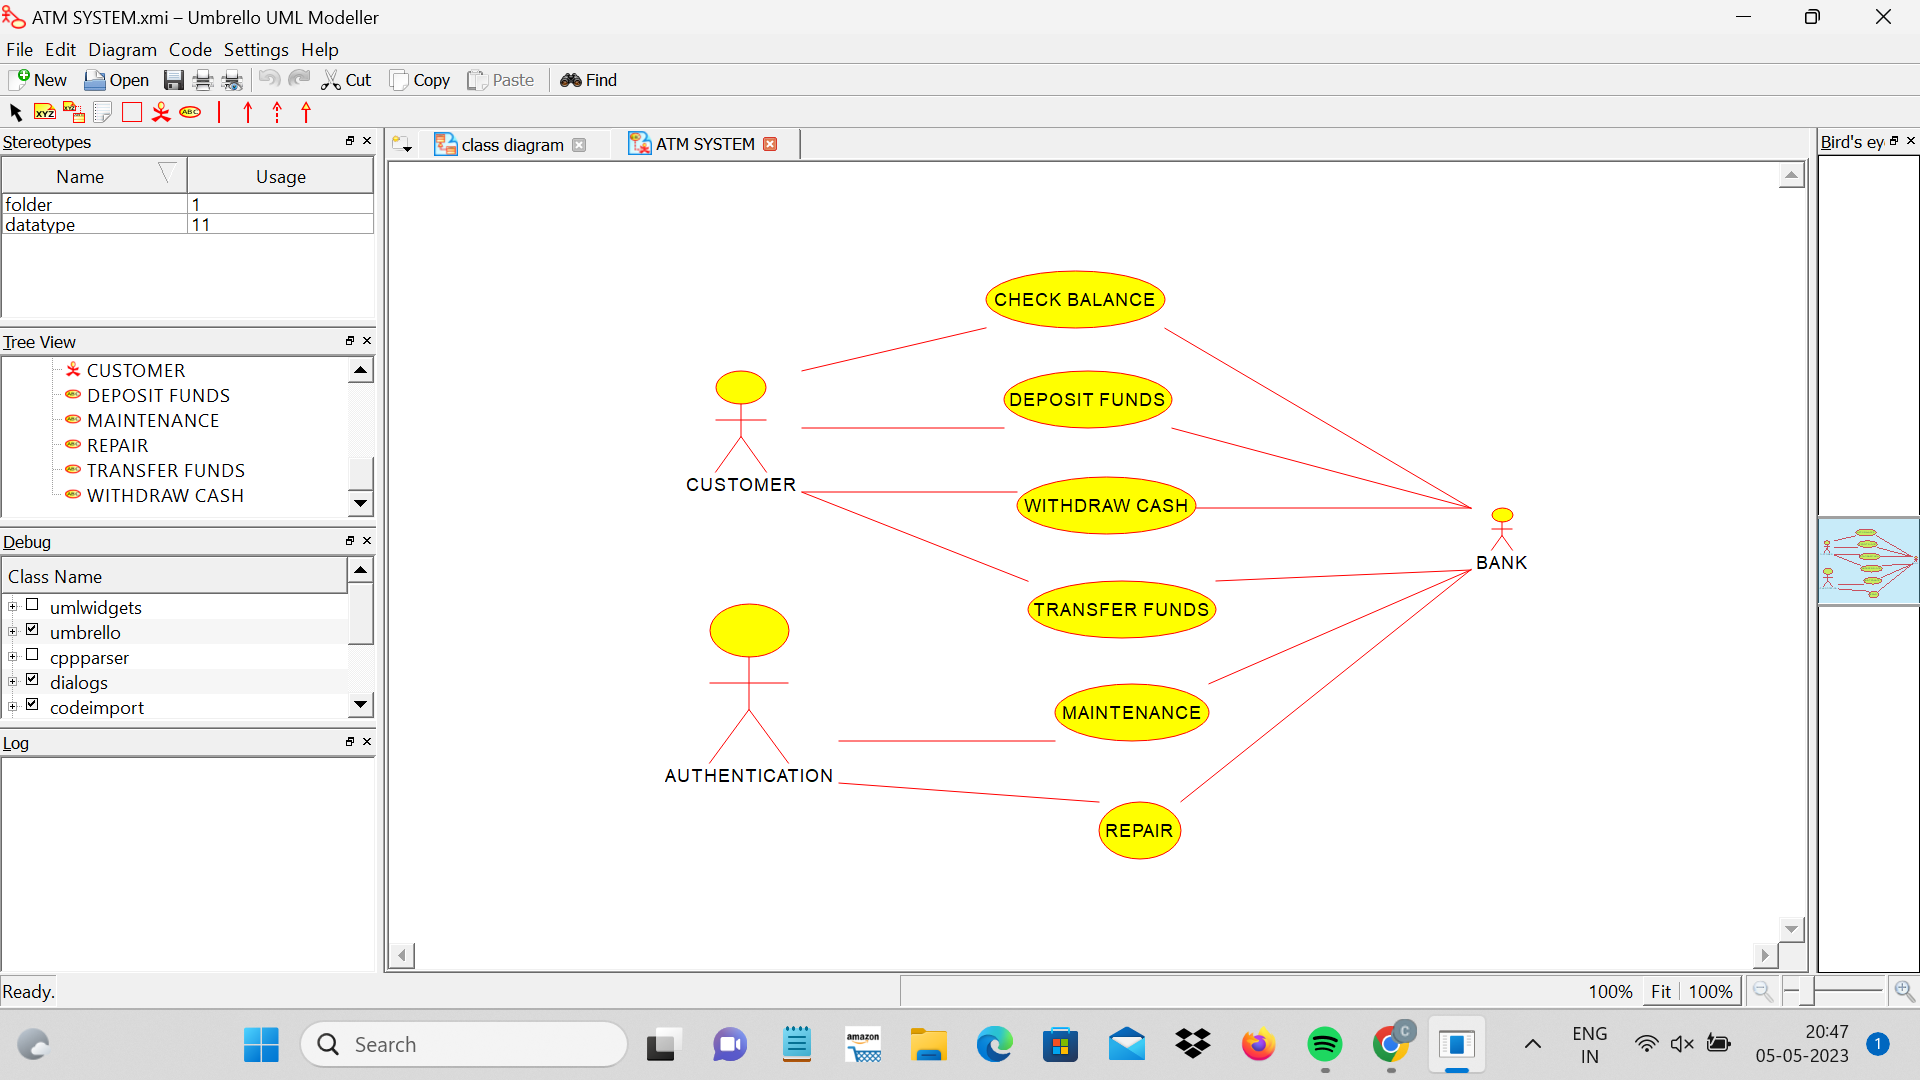 ATM SYSTEM.xmi – Umbrello UML Modeller
File Edit Diagram Code Settings Help
New Open Cut Copy Paste Find
XYZ XYZ ABC
Stereotypes
Name Usage
folder 1
datatype 11
Tree View
CUSTOMER
DEPOSIT FUNDS
MAINTENANCE
REPAIR
TRANSFER FUNDS
WITHDRAW CASH
Debug
Class Name
umlwidgets
umbrello
cppparser
dialogs
codeimport
Log
class diagram ATM SYSTEM
CHECK BALANCE
DEPOSIT FUNDS
CUSTOMER
WITHDRAW CASH
BANK
TRANSFER FUNDS
MAINTENANCE
AUTHENTICATION
REPAIR
Bird's ey
Ready.
100% Fit 100%
Search
amazon
C
ENG
IN
20:47
05-05-2023
1